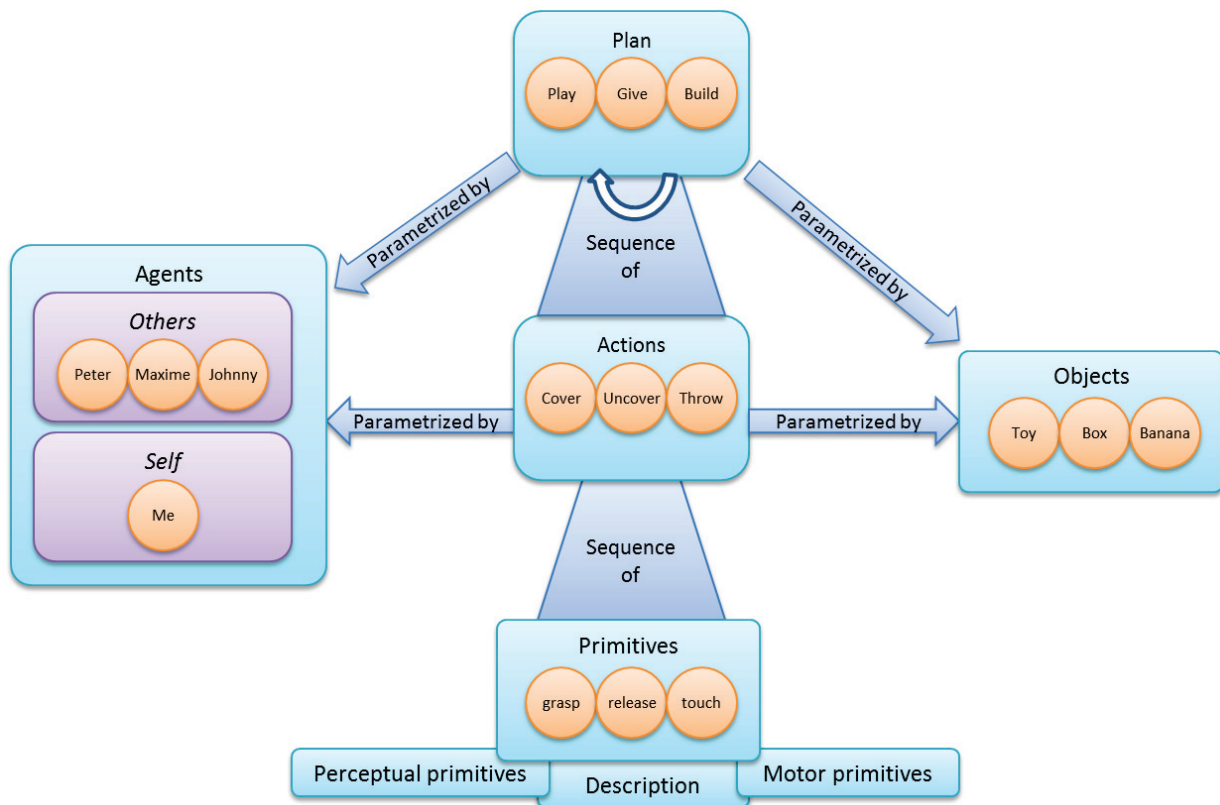 Plan
Play Give Build
Parametrized by
Parametrized by
Sequence
of
Agents
Others
Peter Maxime Johnny
Self
Me
Actions
Cover Uncover Throw
Parametrized by
Parametrized by
Objects
Toy Box Banana
Sequence
of
Primitives
grasp release touch
Perceptual primitives
Description
Motor primitives